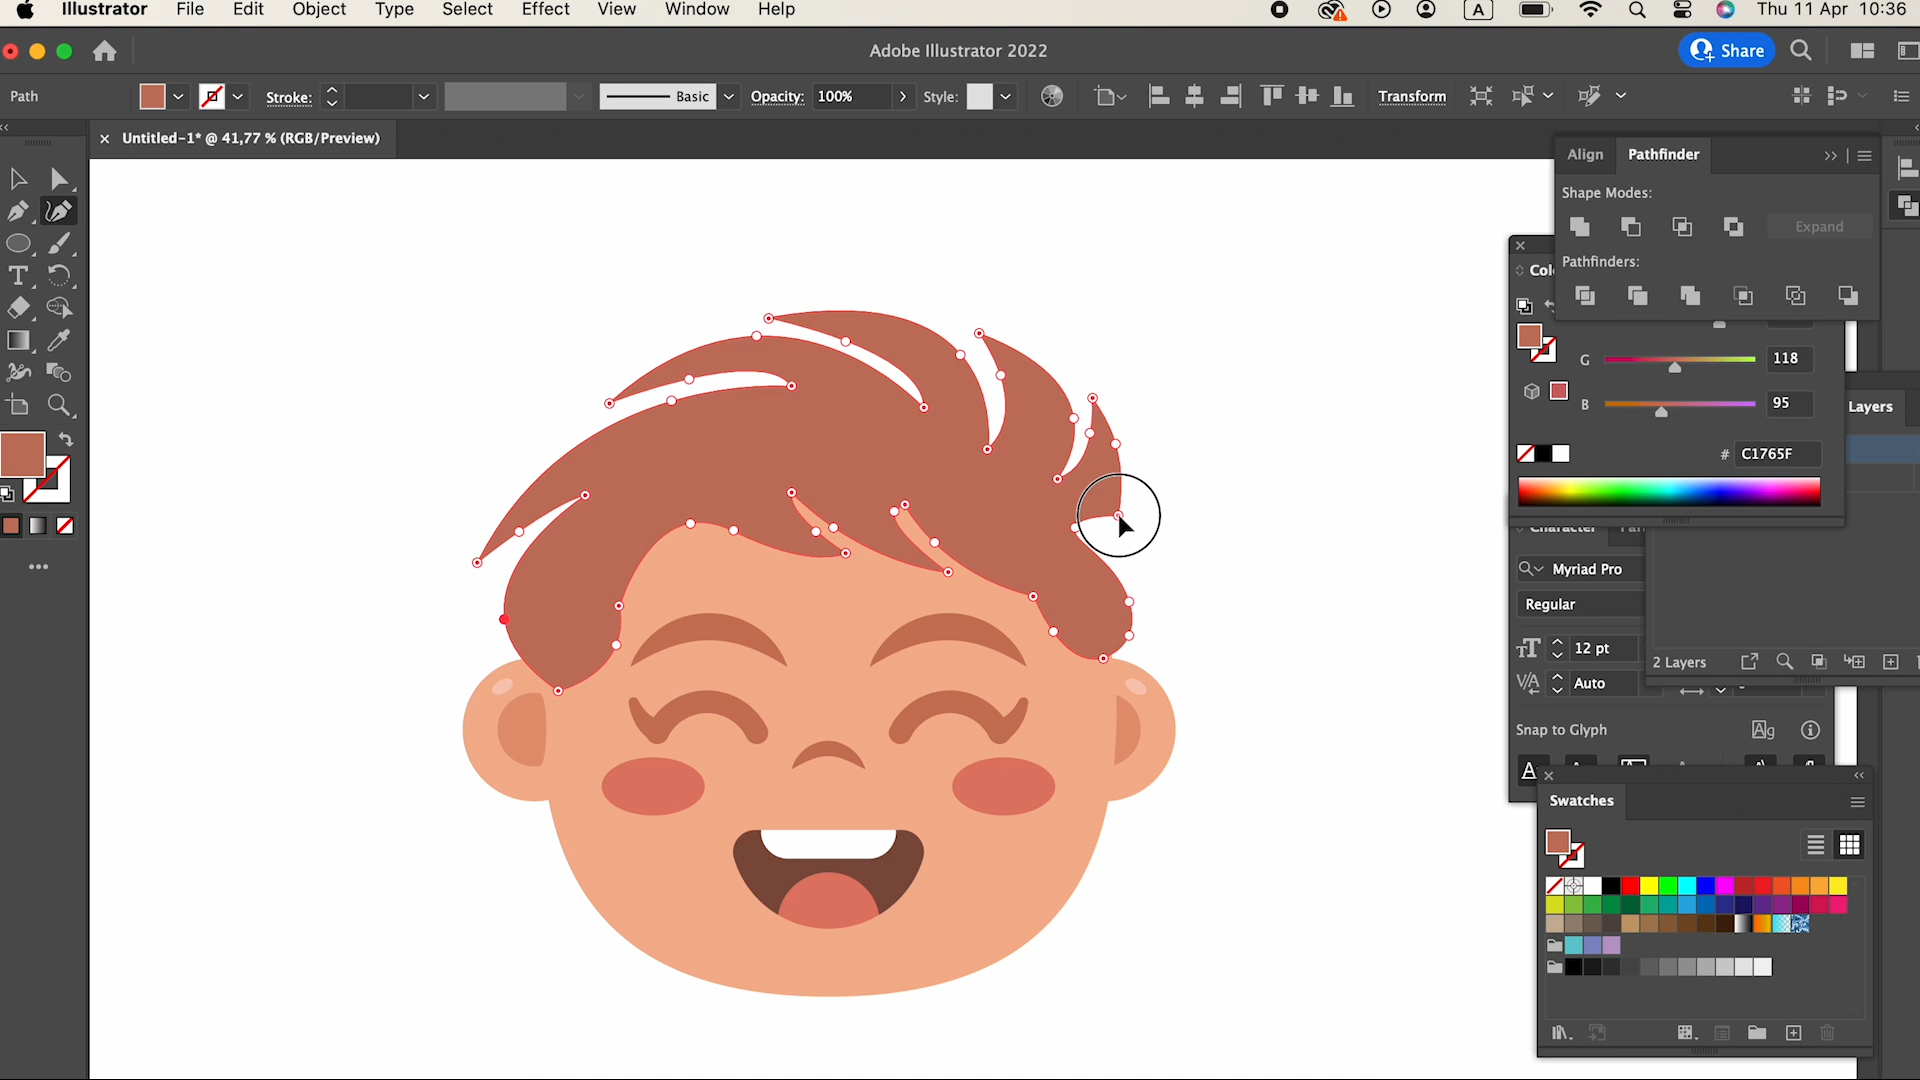 Illustrator File Edit Object Type Select Effect View Window Help A Thu 11 Apr 10:36
Adobe Illustrator 2022
Share
Path
Stroke:
Basic
Opacity: 100%
Style:
Transform
Untitled-1* @ 41,77 % (RGB/Preview)
Align Pathfinder
Shape Modes:
Expand
Pathfinders:
G 118
B 95
# C1765F
Layers
2 Layers
Myriad Pro
Regular
12 pt
Auto
Snap to Glyph
Swatches